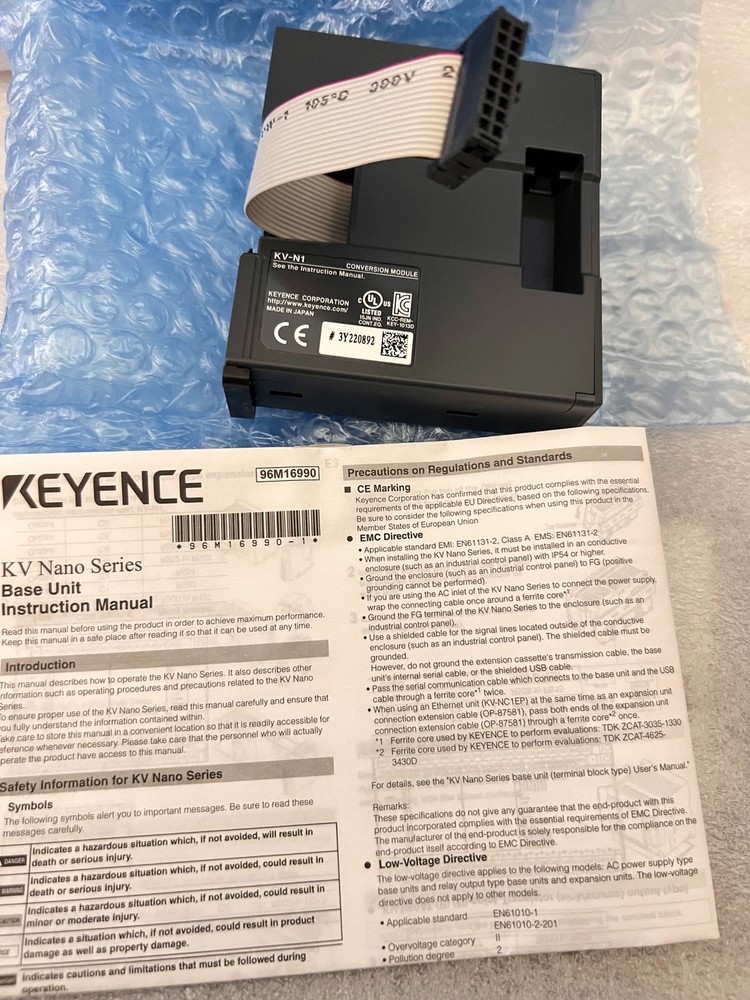 105°C 300V 2
KV-N1
CONVERSION MODULE
See the Instruction Manual.
KEYENCE CORPORATION
http://www.keyence.com/
MADE IN JAPAN
C UL US
LISTED
15JN IND.
CONT.EQ.
KCC-REM-
KEY-1013D
CE
# 3Y220892
KEYENCE
96M16990
*96M16990-1*
KV Nano Series
Base Unit
Instruction Manual
Read this manual before using the product in order to achieve maximum performance.
Keep this manual in a safe place after reading it so that it can be used at any time.
Introduction
This manual describes how to operate the KV Nano Series. It also describes other
information such as operating procedures and precautions related to the KV Nano
Series.
To ensure proper use of the KV Nano Series, read this manual carefully and ensure that
you fully understand the information contained within.
Take care to store this manual in a convenient location so that it is readily accessible for
reference whenever necessary. Please take care that the personnel who will actually
operate the product have access to this manual.
Safety Information for KV Nano Series
Symbols
The following symbols alert you to important messages. Be sure to read these
messages carefully.
DANGER
Indicates a hazardous situation which, if not avoided, will result in
death or serious injury.
WARNING
Indicates a hazardous situation which, if not avoided, could result in
death or serious injury.
CAUTION
Indicates a hazardous situation which, if not avoided, could result in
minor or moderate injury.
Indicates a situation which, if not avoided, could result in product
damage as well as property damage.
Indicates cautions and limitations that must be followed during
operation.
Precautions on Regulations and Standards
■ CE Marking
Keyence Corporation has confirmed that this product complies with the essential
requirements of the applicable EU Directives, based on the following specifications.
Be sure to consider the following specifications when using this product in the
Member States of European Union
● EMC Directive
• Applicable standard EMI: EN61131-2, Class A EMS: EN61131-2
• When installing the KV Nano Series, it must be installed in an conductive
enclosure (such as an industrial control panel) with IP54 or higher.
• Ground the enclosure (such as an industrial control panel) to FG (positive
grounding cannot be performed).
• If you are using the AC inlet of the KV Nano Series to connect the power supply,
wrap the connecting cable once around a ferrite core*1.
• Ground the FG terminal of the KV Nano Series to the enclosure (such as an
industrial control panel).
• Use a shielded cable for the signal lines located outside of the conductive
enclosure (such as an industrial control panel). The shielded cable must be
grounded.
However, do not ground the extension cassette's transmission cable, the base
unit's internal serial cable, or the shielded USB cable.
• Pass the serial communication cable which connects to the base unit and the USB
cable through a ferrite core*1 twice.
• When using an Ethernet unit (KV-NC1EP) at the same time as an expansion unit
connection extension cable (OP-87581), pass both ends of the expansion unit
connection extension cable (OP-87581) through a ferrite core*2 once.
*1 Ferrite core used by KEYENCE to perform evaluations: TDK ZCAT-3035-1330
*2 Ferrite core used by KEYENCE to perform evaluations: TDK ZCAT-4625-
3430D
For details, see the "KV Nano Series base unit (terminal block type) User's Manual."
Remarks:
These specifications do not give any guarantee that the end-product with this
product incorporated complies with the essential requirements of EMC Directive.
The manufacturer of the end-product is solely responsible for the compliance on the
end-product itself according to EMC Directive.
● Low-Voltage Directive
The low-voltage directive applies to the following models: AC power supply type
base units and relay output type base units and expansion units. The low-voltage
directive does not apply to other models.
• Applicable standard EN61010-1
EN61010-2-201
• Overvoltage category II
• Pollution degree 2